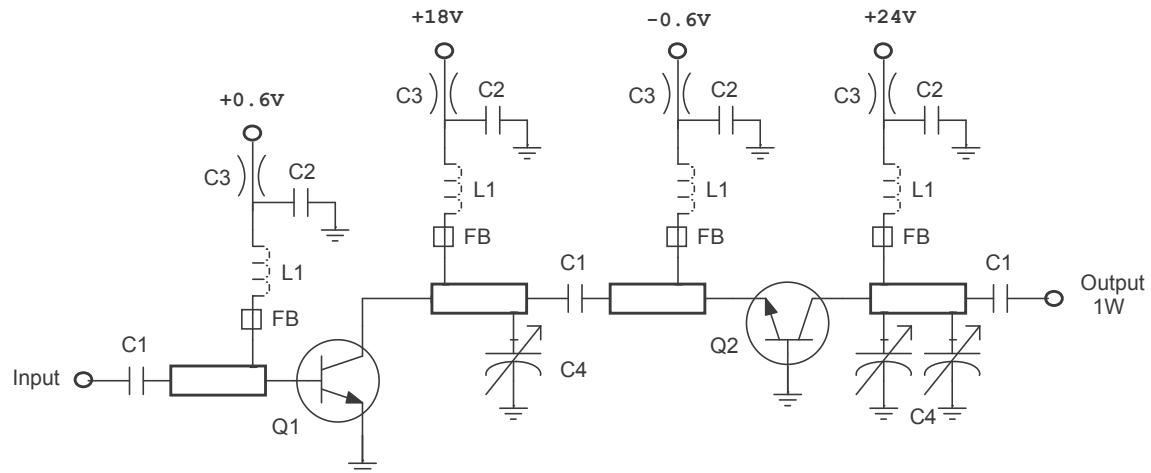 +18V
-0.6V
+24V
C3
C2
C3
C2
C3
C2
+0.6V
C3
C2
L1
L1
L1
FB
FB
FB
L1
C1
C1
Output
1W
FB
C1
Q2
C4
C4
Input
Q1